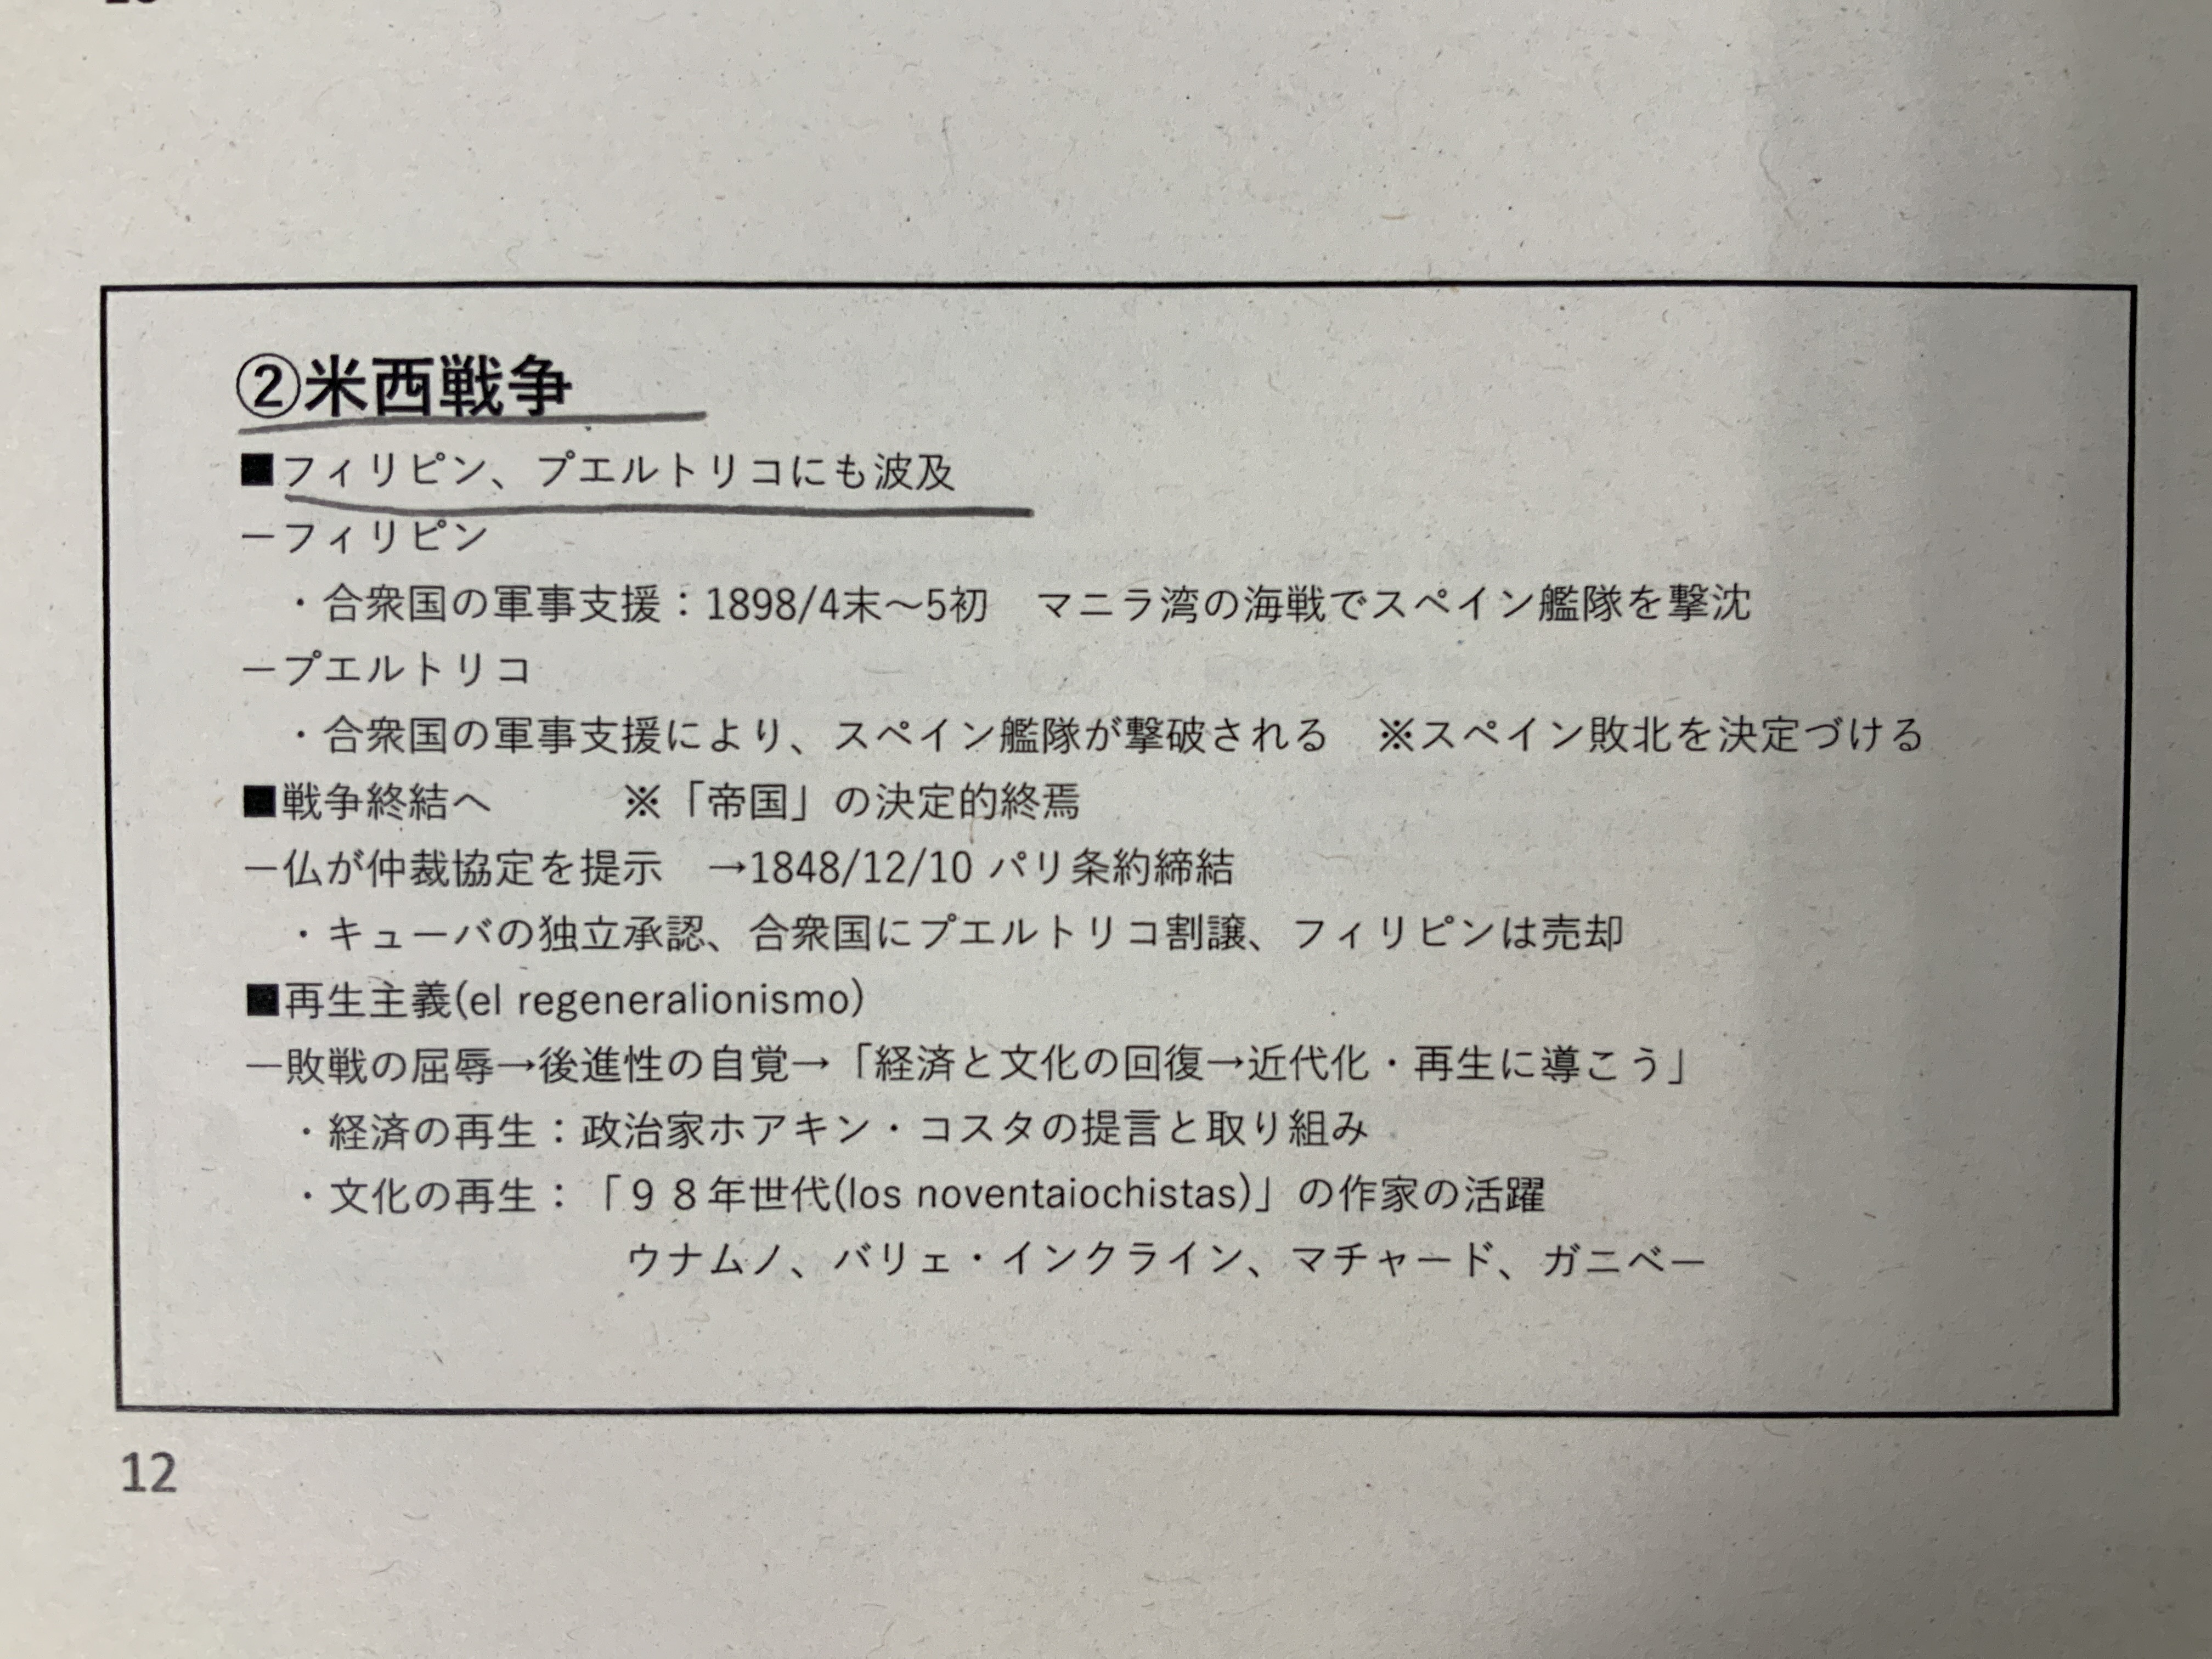 ②米西戦争
■フィリピン、プエルトリコにも波及
ーフィリピン
・合衆国の軍事支援：1898/4末～5初　マニラ湾の海戦でスペイン艦隊を撃沈
ープエルトリコ
・合衆国の軍事支援により、スペイン艦隊が撃破される　※スペイン敗北を決定づける
■戦争終結へ　　　※「帝国」の決定的終焉
ー仏が仲裁協定を提示　→1848/12/10 パリ条約締結
・キューバの独立承認、合衆国にプエルトリコ割譲、フィリピンは売却
■再生主義(el regeneralionismo)
ー敗戦の屈辱→後進性の自覚→「経済と文化の回復→近代化・再生に導こう」
・経済の再生：政治家ホアキン・コスタの提言と取り組み
・文化の再生：「９８年世代(los noventaiochistas)」の作家の活躍
ウナムノ、バリェ・インクライン、マチャード、ガニベー
12